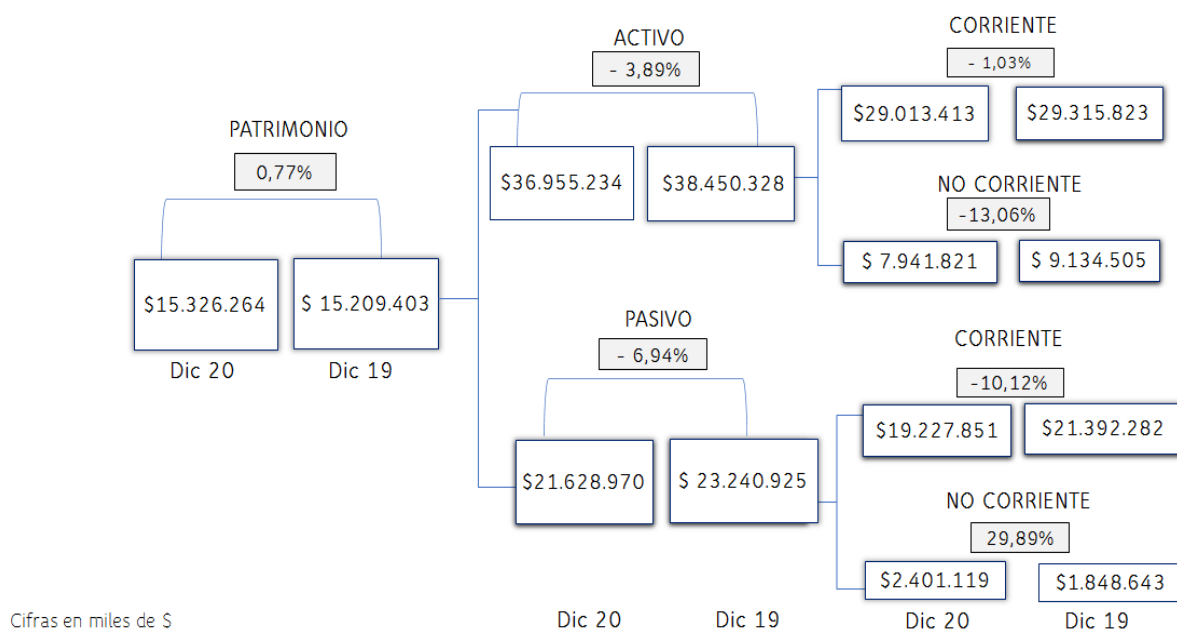 PATRIMONIO
0,77%
$15.326.264
$ 15.209.403
Dic 20
Dic 19
ACTIVO
- 3,89%
$36.955.234
$38.450.328
CORRIENTE
- 1,03%
$29.013.413
$29.315.823
NO CORRIENTE
-13,06%
$ 7.941.821
$ 9.134.505
PASIVO
- 6,94%
$21.628.970
$ 23.240.925
Dic 20
Dic 19
CORRIENTE
-10,12%
$19.227.851
$21.392.282
NO CORRIENTE
29,89%
$2.401.119
$1.848.643
Dic 20
Dic 19
Cifras en miles de $